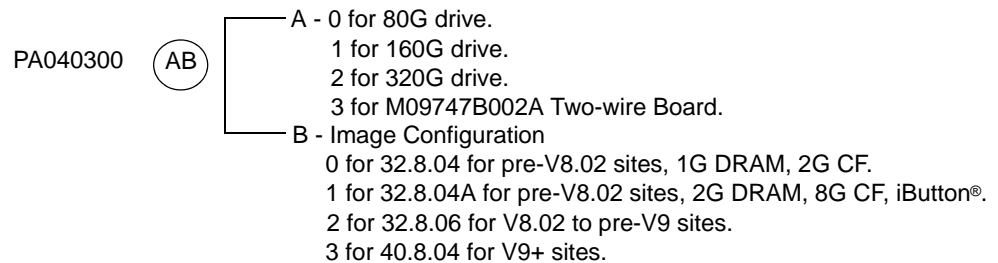 A - 0 for 80G drive.
1 for 160G drive.
PA040300 AB
2 for 320G drive.
3 for M09747B002A Two-wire Board.
B - Image Configuration
0 for 32.8.04 for pre-V8.02 sites, 1G DRAM, 2G CF.
1 for 32.8.04A for pre-V8.02 sites, 2G DRAM, 8G CF, iButton®.
2 for 32.8.06 for V8.02 to pre-V9 sites.
3 for 40.8.04 for V9+ sites.